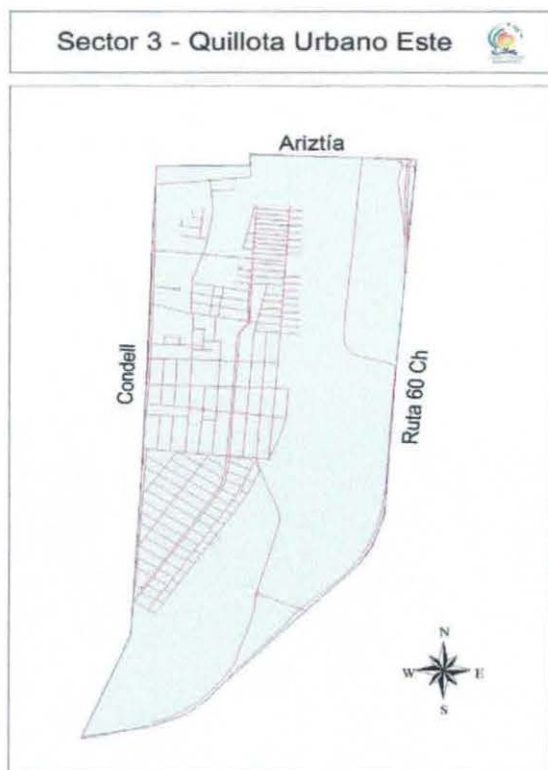 Sector 3 - Quillota Urbano Este
Ariztía
Condell
Ruta 60 Ch
N
W
E
S